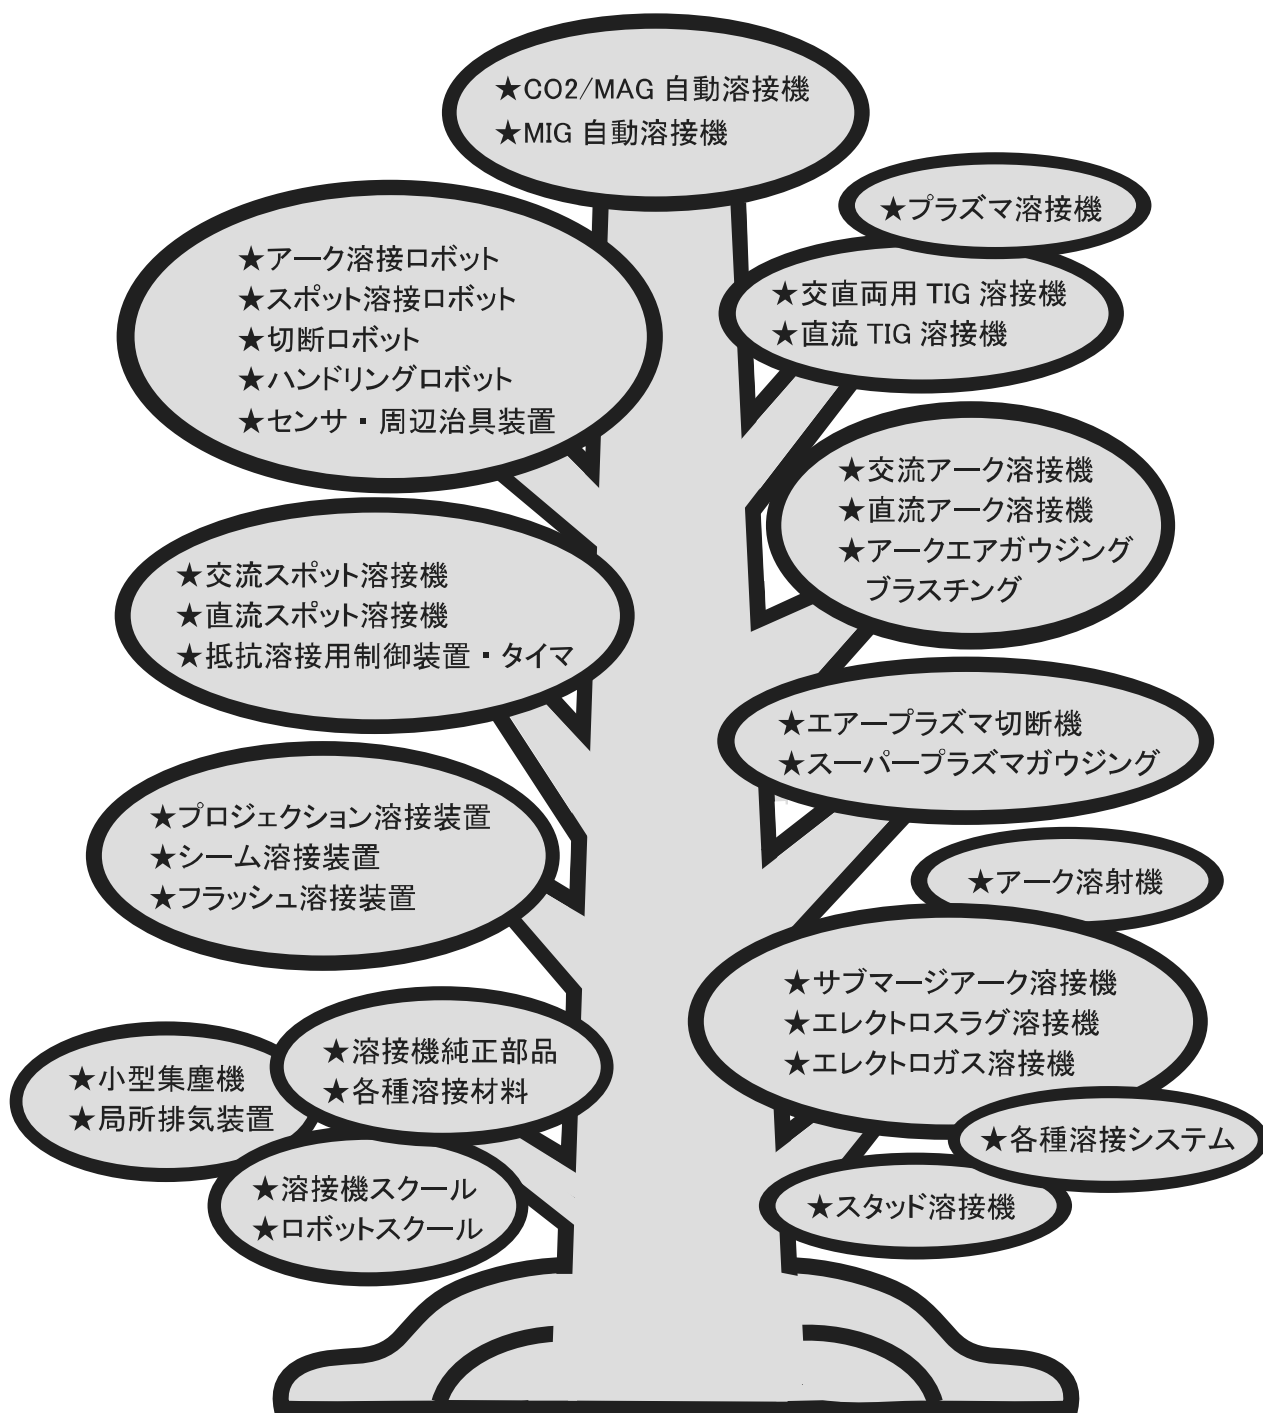 ★CO2/MAG 自動溶接機
★MIG 自動溶接機
★プラズマ溶接機
★アーク溶接ロボット
★スポット溶接ロボット
★切断ロボット
★ハンドリングロボット
★センサ・周辺治具装置
★交直両用 TIG 溶接機
★直流 TIG 溶接機
★交流アーク溶接機
★直流アーク溶接機
★アークエアガウジング
ブラスチング
★交流スポット溶接機
★直流スポット溶接機
★抵抗溶接用制御装置・タイマ
★エアープラズマ切断機
★スーパープラズマガウジング
★プロジェクション溶接装置
★シーム溶接装置
★フラッシュ溶接装置
★アーク溶射機
★サブマージアーク溶接機
★エレクトロスラグ溶接機
★エレクトロガス溶接機
★溶接機純正部品
★各種溶接材料
★小型集塵機
★局所排気装置
★各種溶接システム
★溶接機スクール
★ロボットスクール
★スタッド溶接機